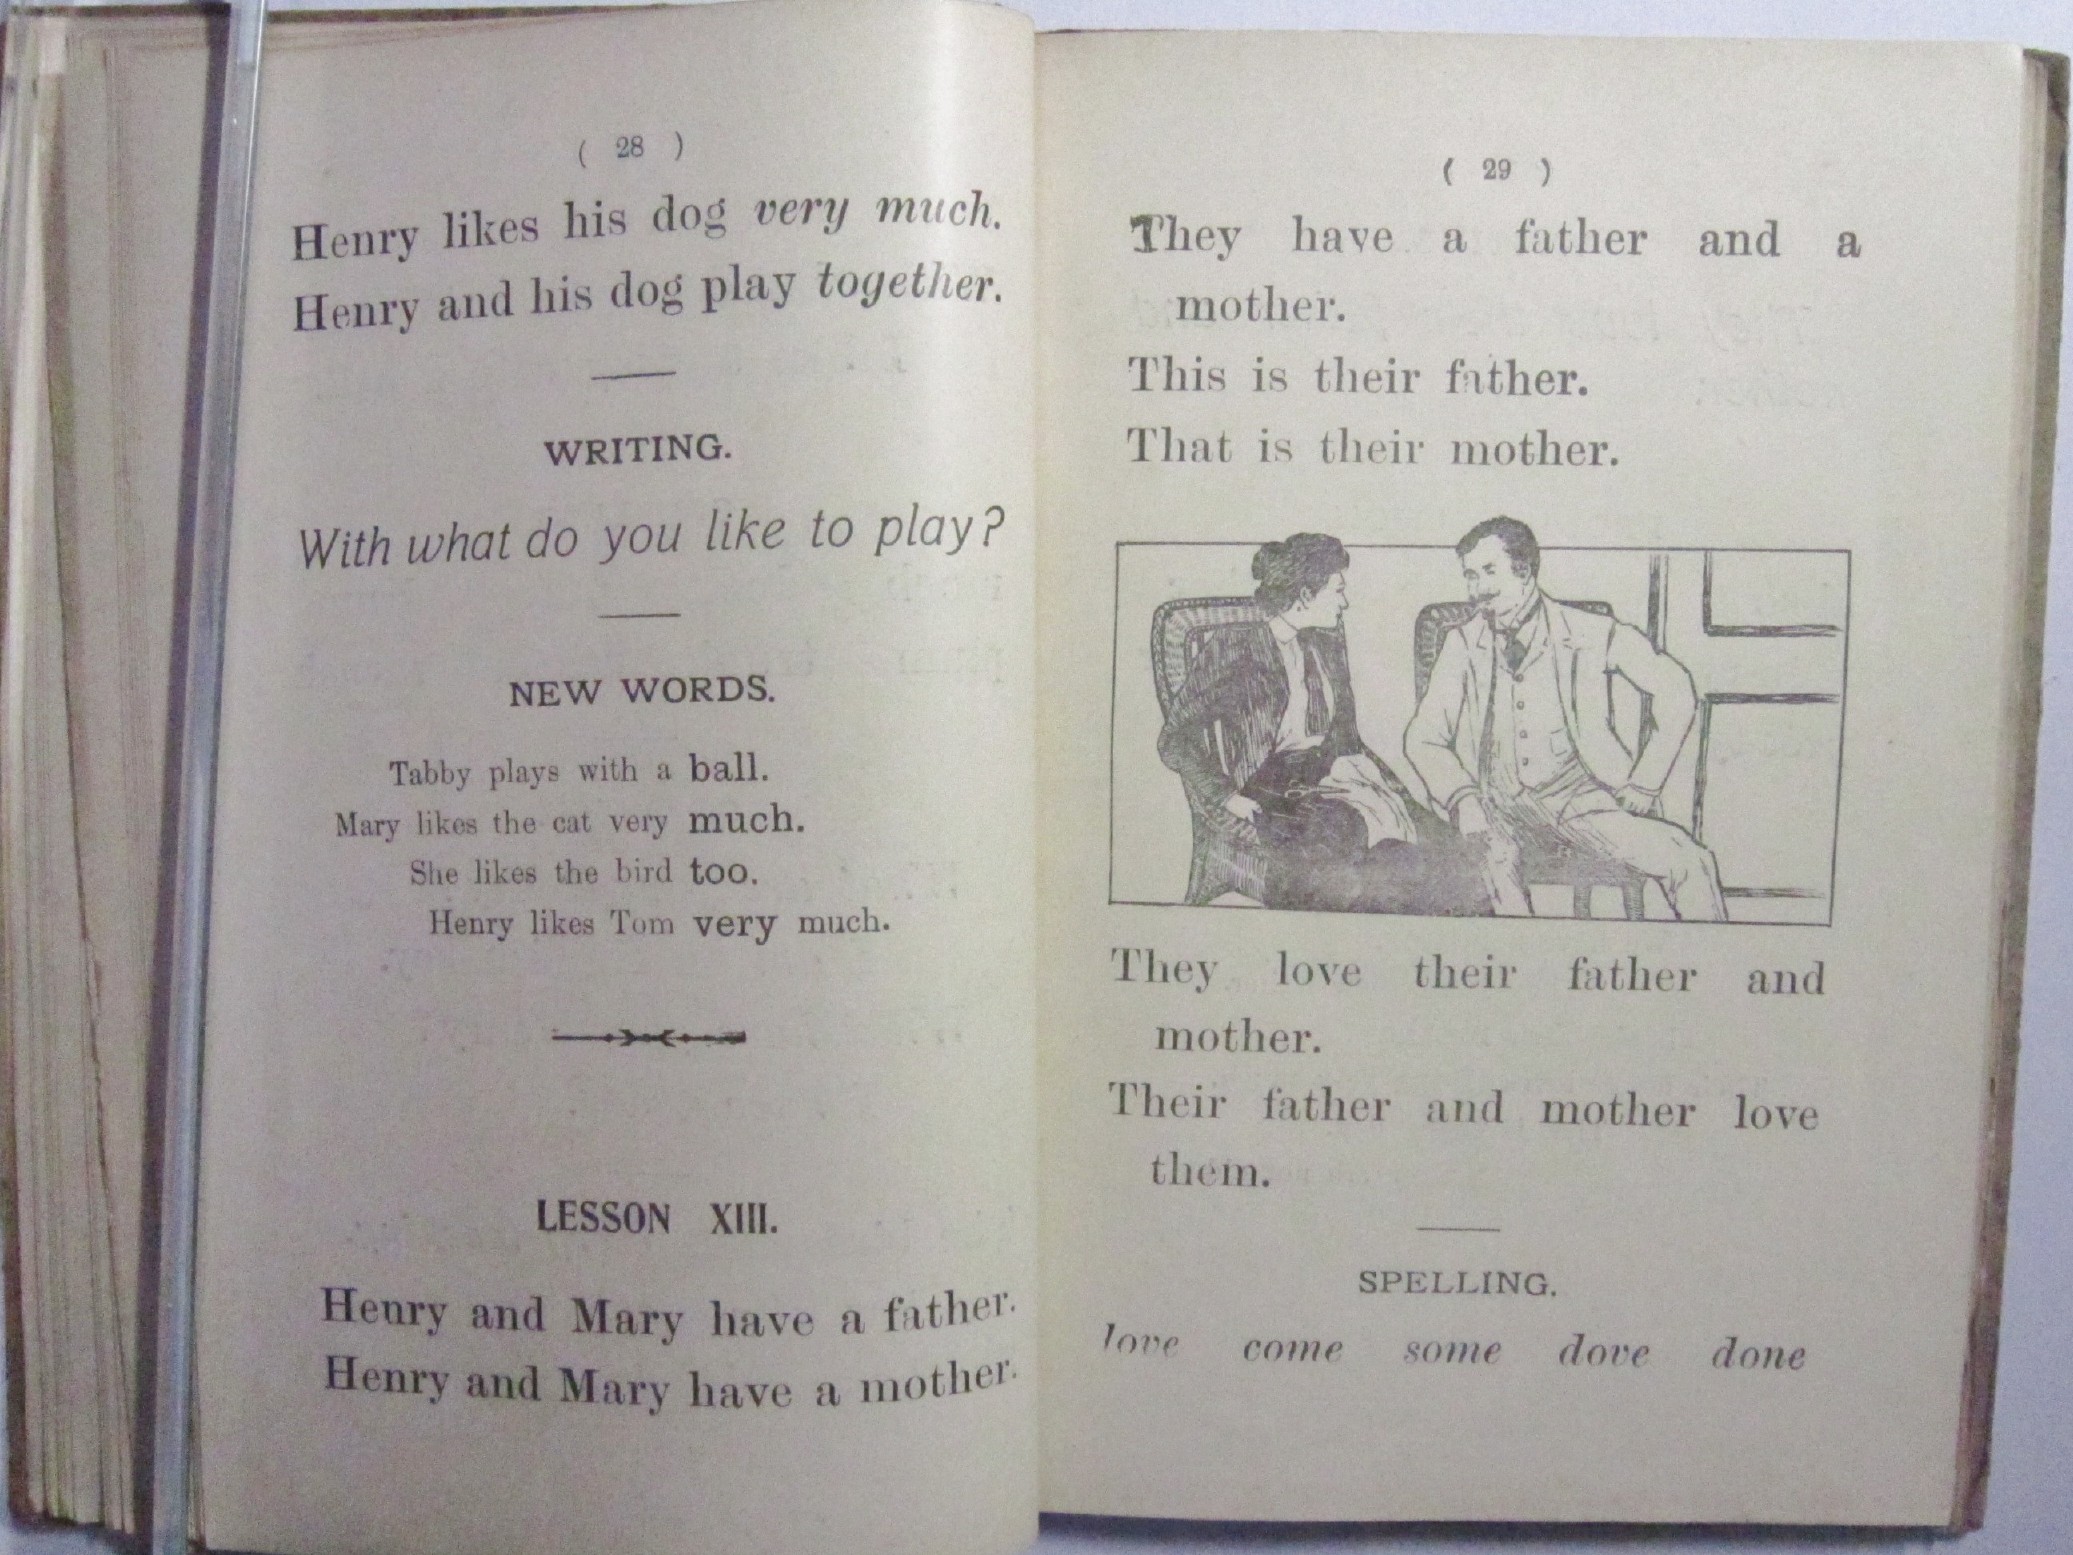 ( 28 )
Henry likes his dog very much.
Henry and his dog play together.
WRITING.
With what do you like to play?
NEW WORDS.
Tabby plays with a ball.
Mary likes the cat very much.
She likes the bird too.
Henry likes Tom very much.
LESSON XIII.
Henry and Mary have a father.
Henry and Mary have a mother.
( 29 )
They have a father and a
mother.
This is their father.
That is their mother.
They love their father and
mother.
Their father and mother love
them.
SPELLING.
love come some dove done